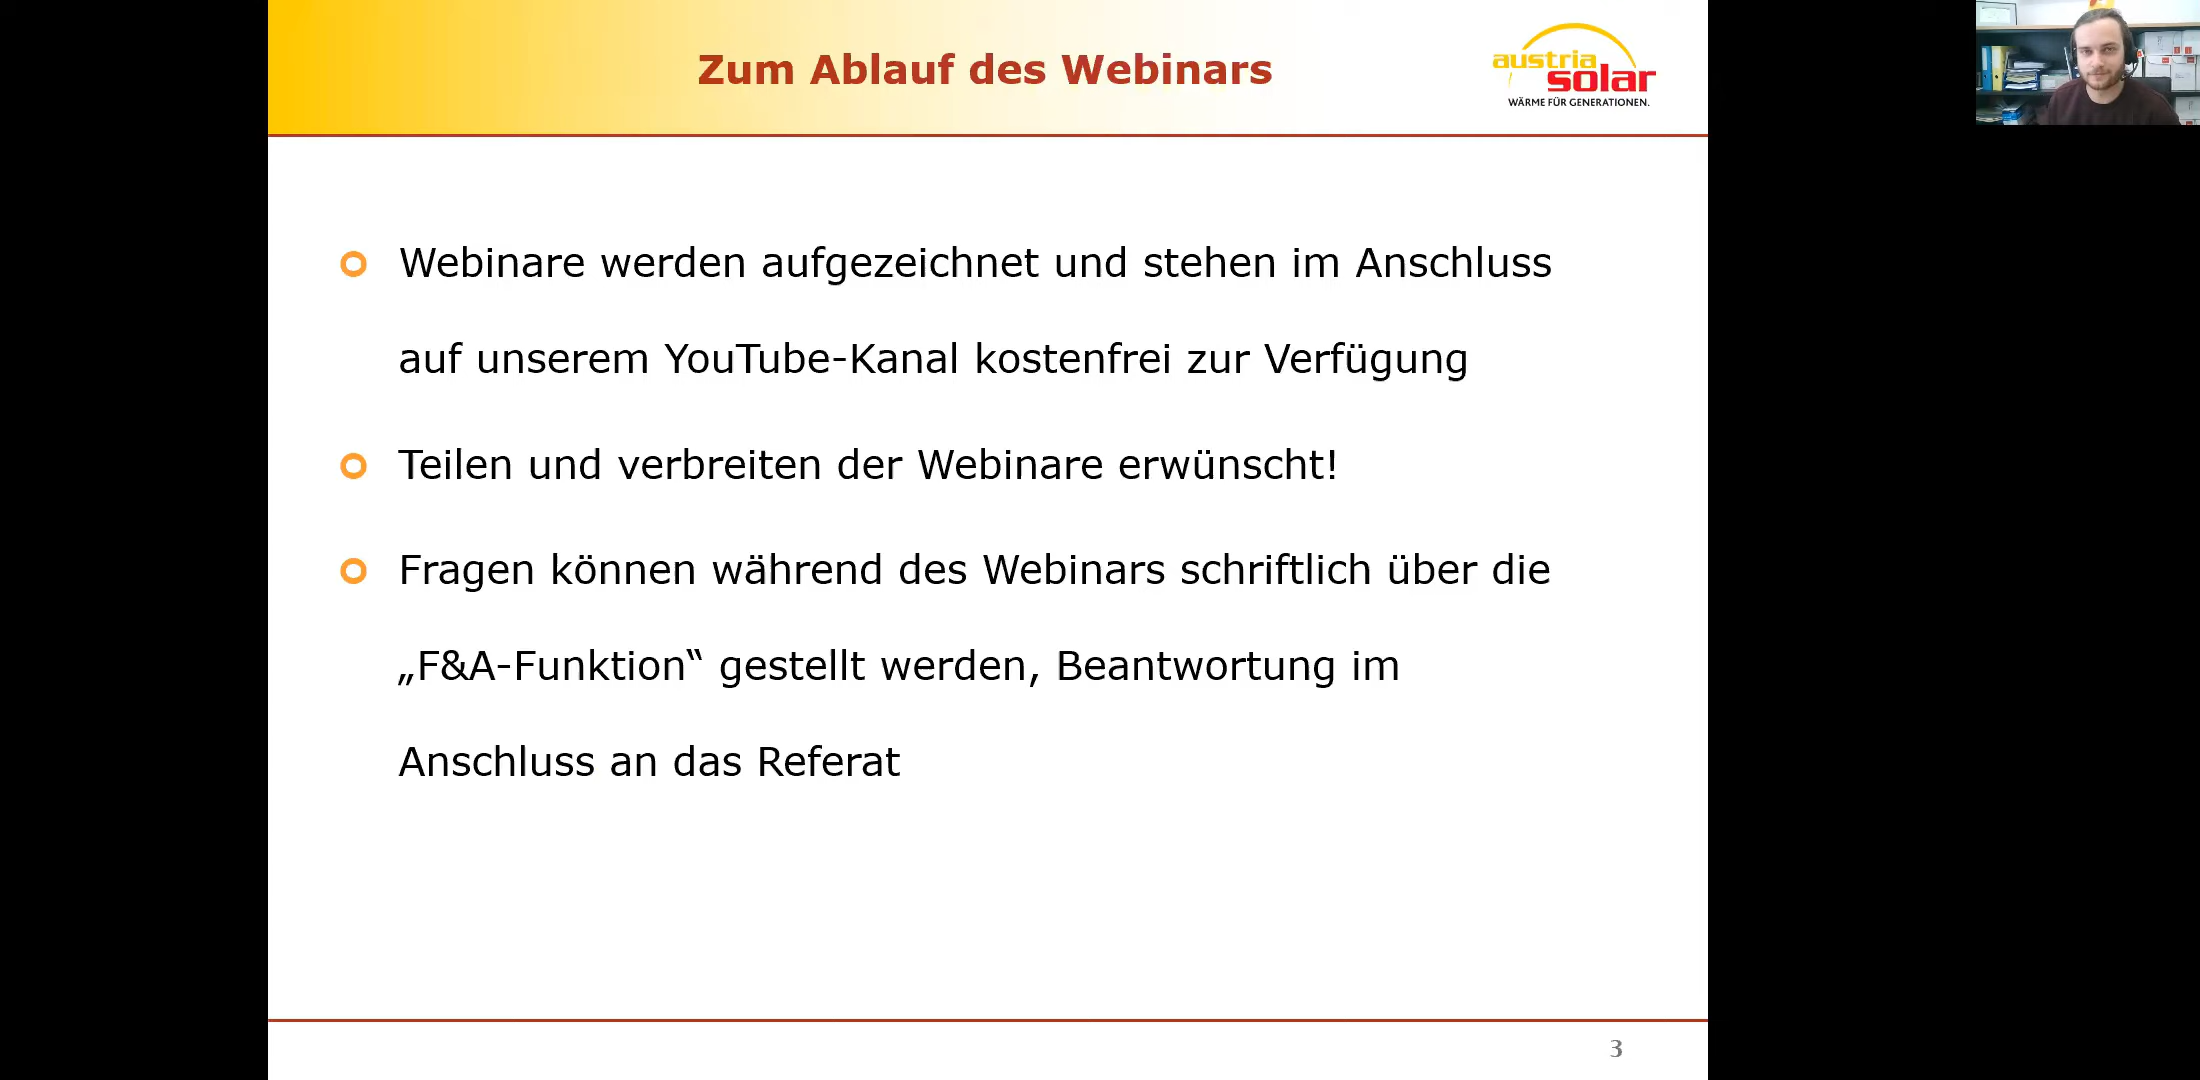 Zum Ablauf des Webinars
austria
solar
WÄRME FÜR GENERATIONEN.
Webinare werden aufgezeichnet und stehen im Anschluss
auf unserem YouTube-Kanal kostenfrei zur Verfügung
Teilen und verbreiten der Webinare erwünscht!
Fragen können während des Webinars schriftlich über die
„F&A-Funktion“ gestellt werden, Beantwortung im
Anschluss an das Referat
3